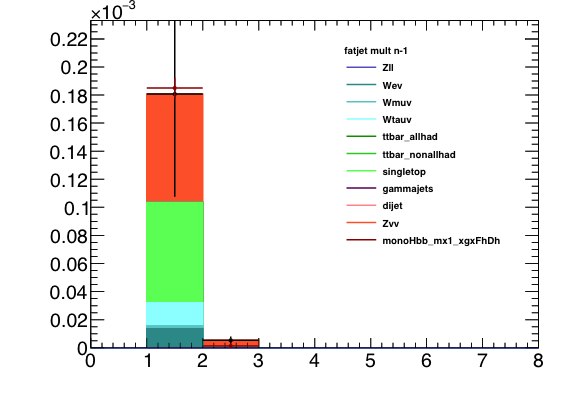 ×10⁻³
0.22
0.2
0.18
0.16
0.14
0.12
0.1
0.08
0.06
0.04
0.02
0
fatjet mult n-1
Zll
Wev
Wmuv
Wtauv
ttbar_allhad
ttbar_nonallhad
singletop
gammajets
dijet
Zvv
monoHbb_mx1_xgxFhDh
0 1 2 3 4 5 6 7 8